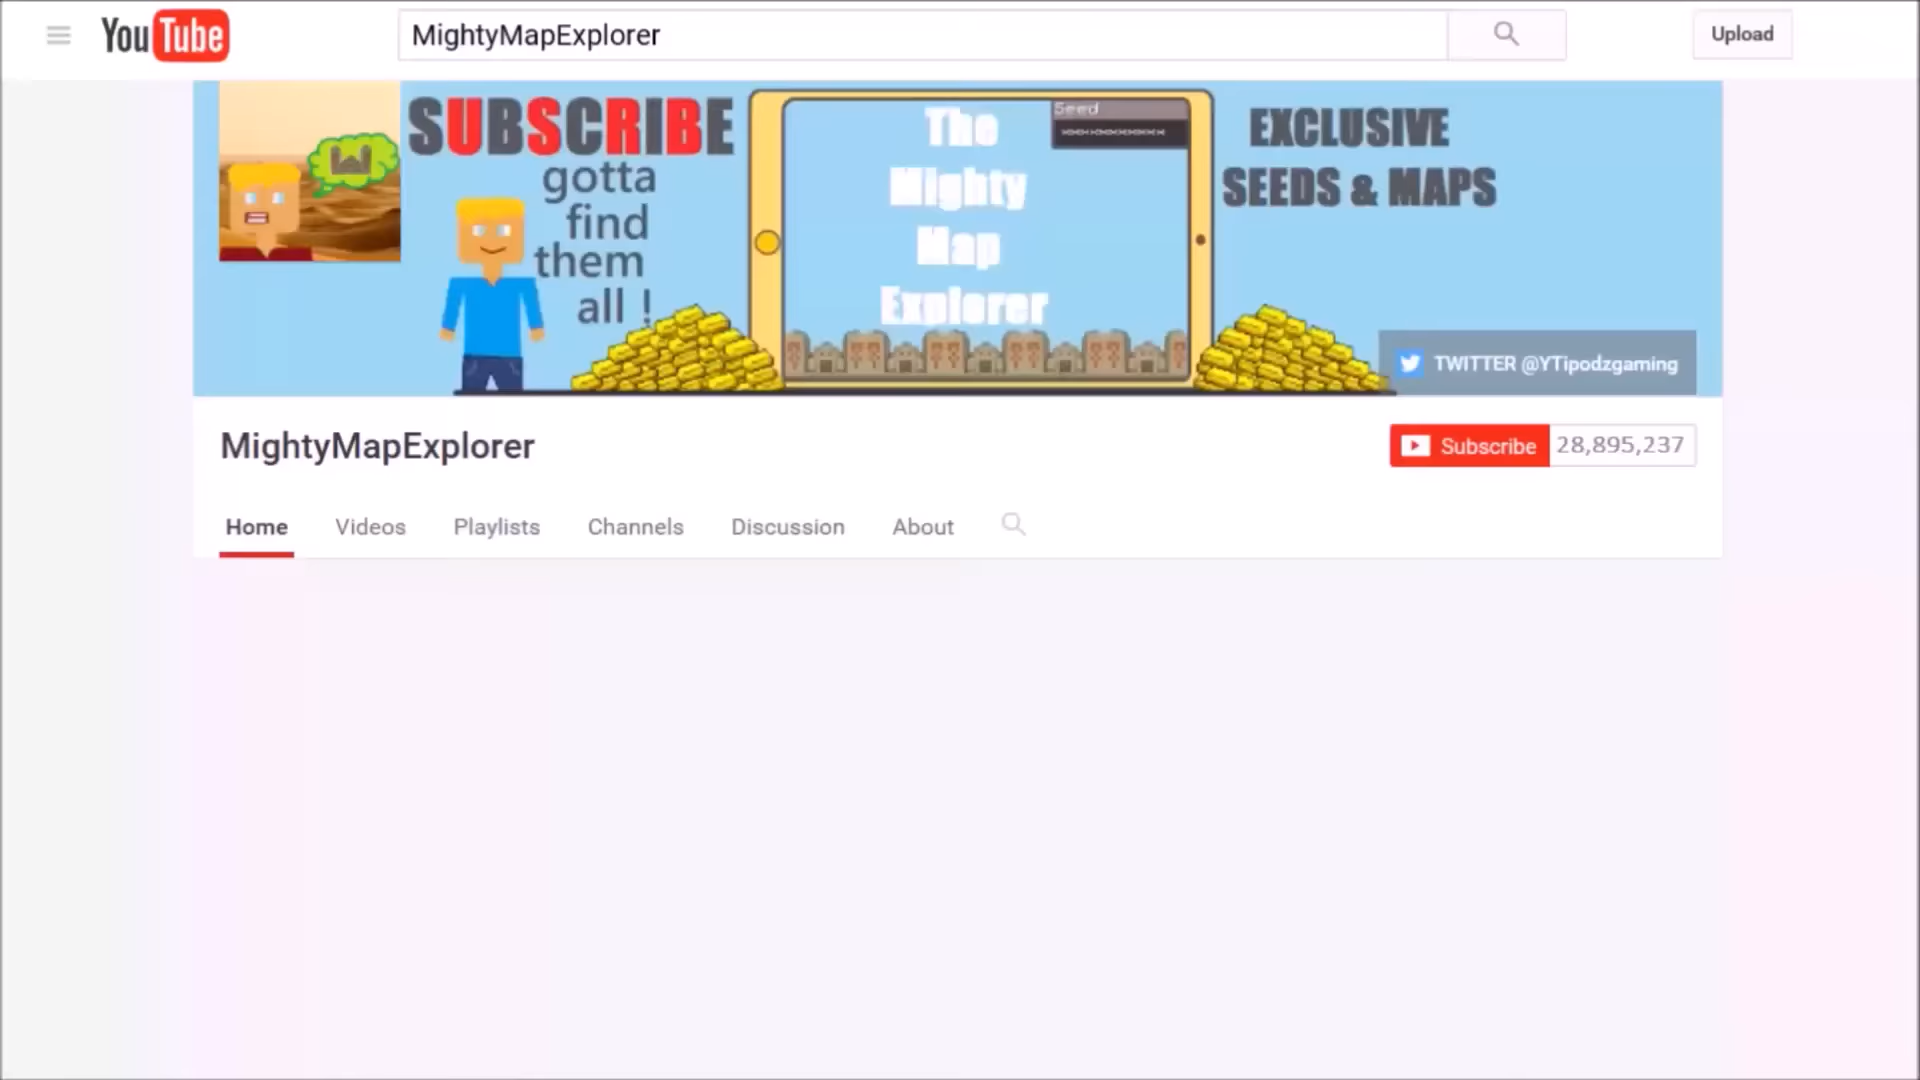 YouTube
MightyMapExplorer
Upload
SUBSCRIBE
gotta
find
them
all !
The
Mighty
Map
Explorer
Seed
EXCLUSIVE
SEEDS & MAPS
TWITTER @YTipodzgaming
MightyMapExplorer
Subscribe 28,895,237
Home Videos Playlists Channels Discussion About